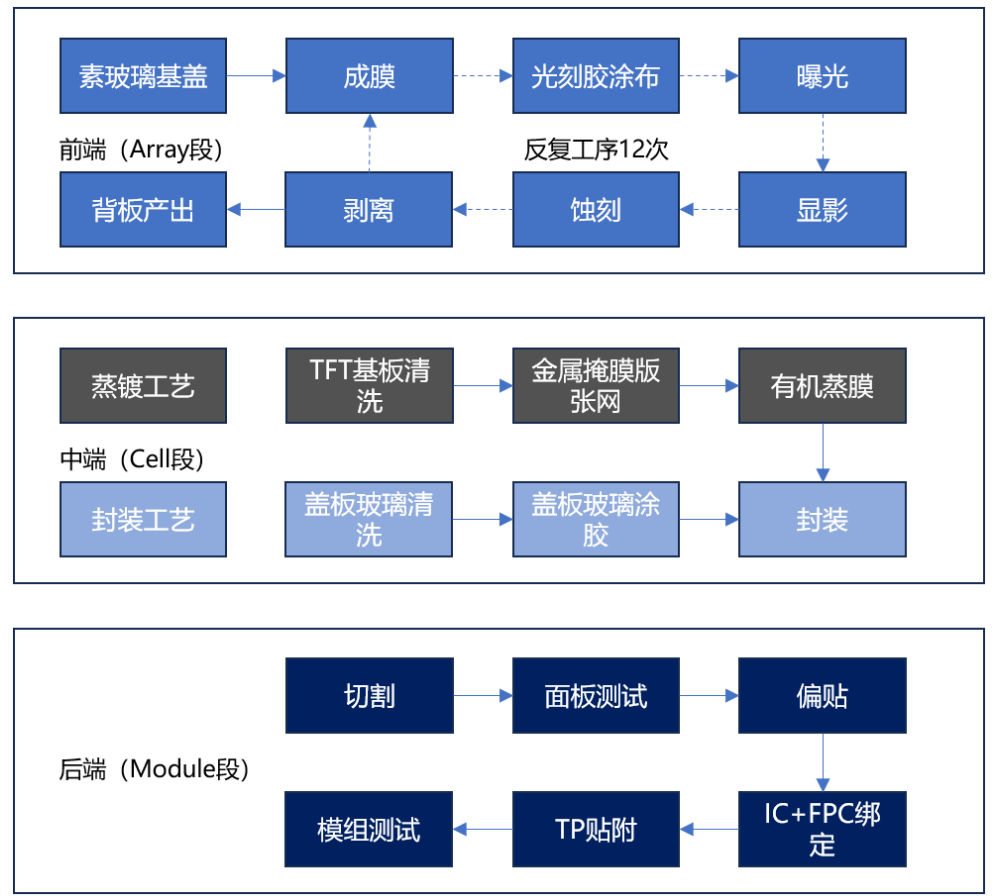 素玻璃基盖
成膜
光刻胶涂布
曝光
前端（Array段）
反复工序12次
背板产出
剥离
蚀刻
显影
蒸镀工艺
TFT基板清
洗
金属掩膜版
张网
有机蒸膜
中端（Cell段）
封装工艺
盖板玻璃清
洗
盖板玻璃涂
胶
封装
切割
面板测试
偏贴
后端（Module段）
模组测试
TP贴附
IC+FPC绑
定